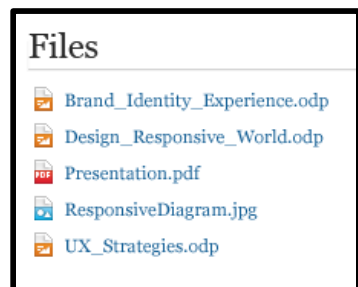 Files
Brand_Identity_Experience.odp
Design_Responsive_World.odp
PDF Presentation.pdf
ResponsiveDiagram.jpg
UX_Strategies.odp